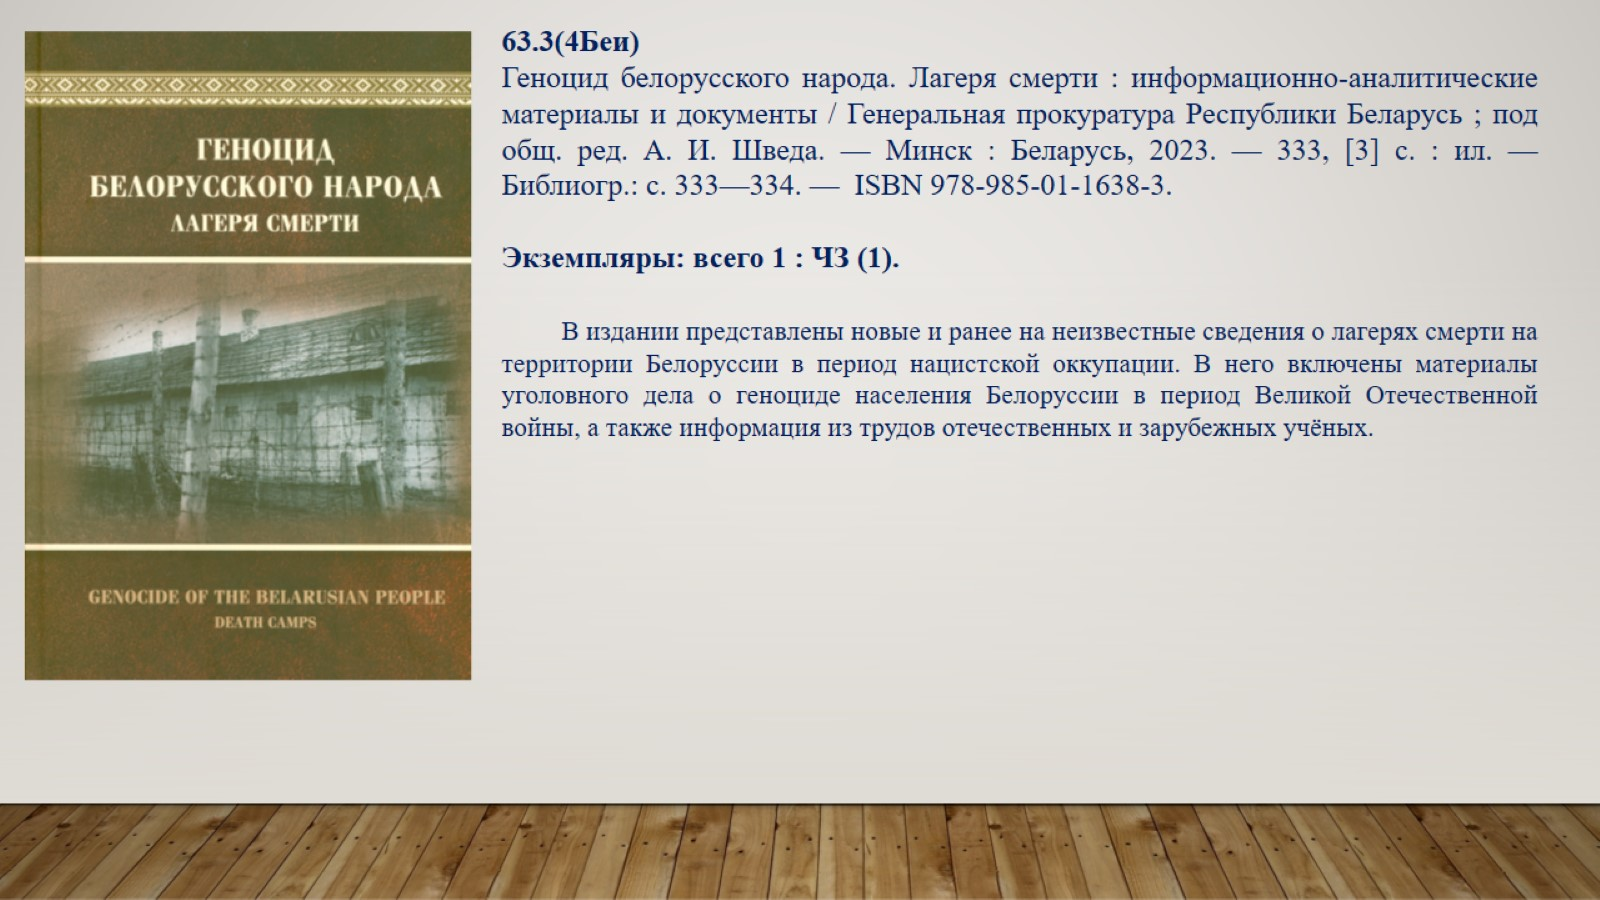 ГЕНОЦИД
БЕЛОРУССКОГО НАРОДА
ЛАГЕРЯ СМЕРТИ
GENOCIDE OF THE BELARUSIAN PEOPLE
DEATH CAMPS
63.3(4Беи)
Геноцид белорусского народа. Лагеря смерти : информационно-аналитические
материалы и документы / Генеральная прокуратура Республики Беларусь ; под
общ. ред. А. И. Шведа. — Минск : Беларусь, 2023. — 333, [3] с. : ил. —
Библиогр.: с. 333—334. — ISBN 978-985-01-1638-3.
Экземпляры: всего 1 : ЧЗ (1).
В издании представлены новые и ранее на неизвестные сведения о лагерях смерти на
территории Белоруссии в период нацистской оккупации. В него включены материалы
уголовного дела о геноциде населения Белоруссии в период Великой Отечественной
войны, а также информация из трудов отечественных и зарубежных учёных.